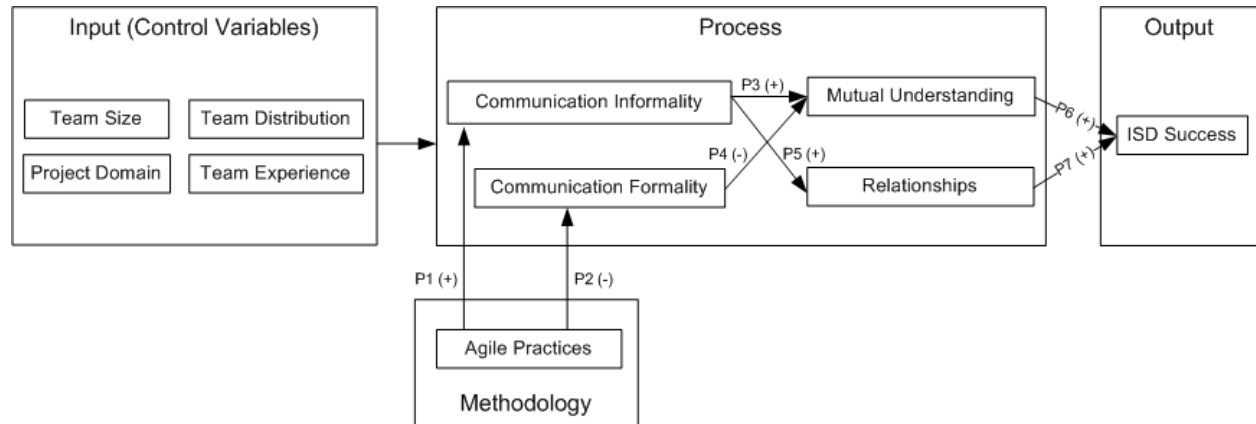 Input (Control Variables)
Team Size
Team Distribution
Project Domain
Team Experience
Process
Communication Informality
P3 (+)
Mutual Understanding
P4 (-)
P5 (+)
Communication Formality
Relationships
Output
P6 (+)
ISD Success
P7 (+)
P1 (+)
P2 (-)
Agile Practices
Methodology